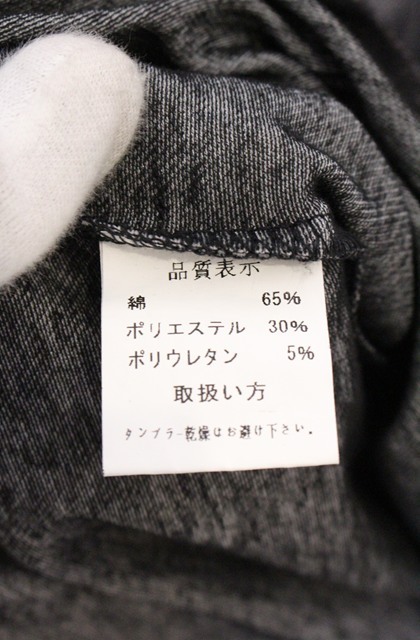 品質表示
綿 65%
ポリエステル 30%
ポリウレタン 5%
取扱い方
タンブラー乾燥はお避け下さい。